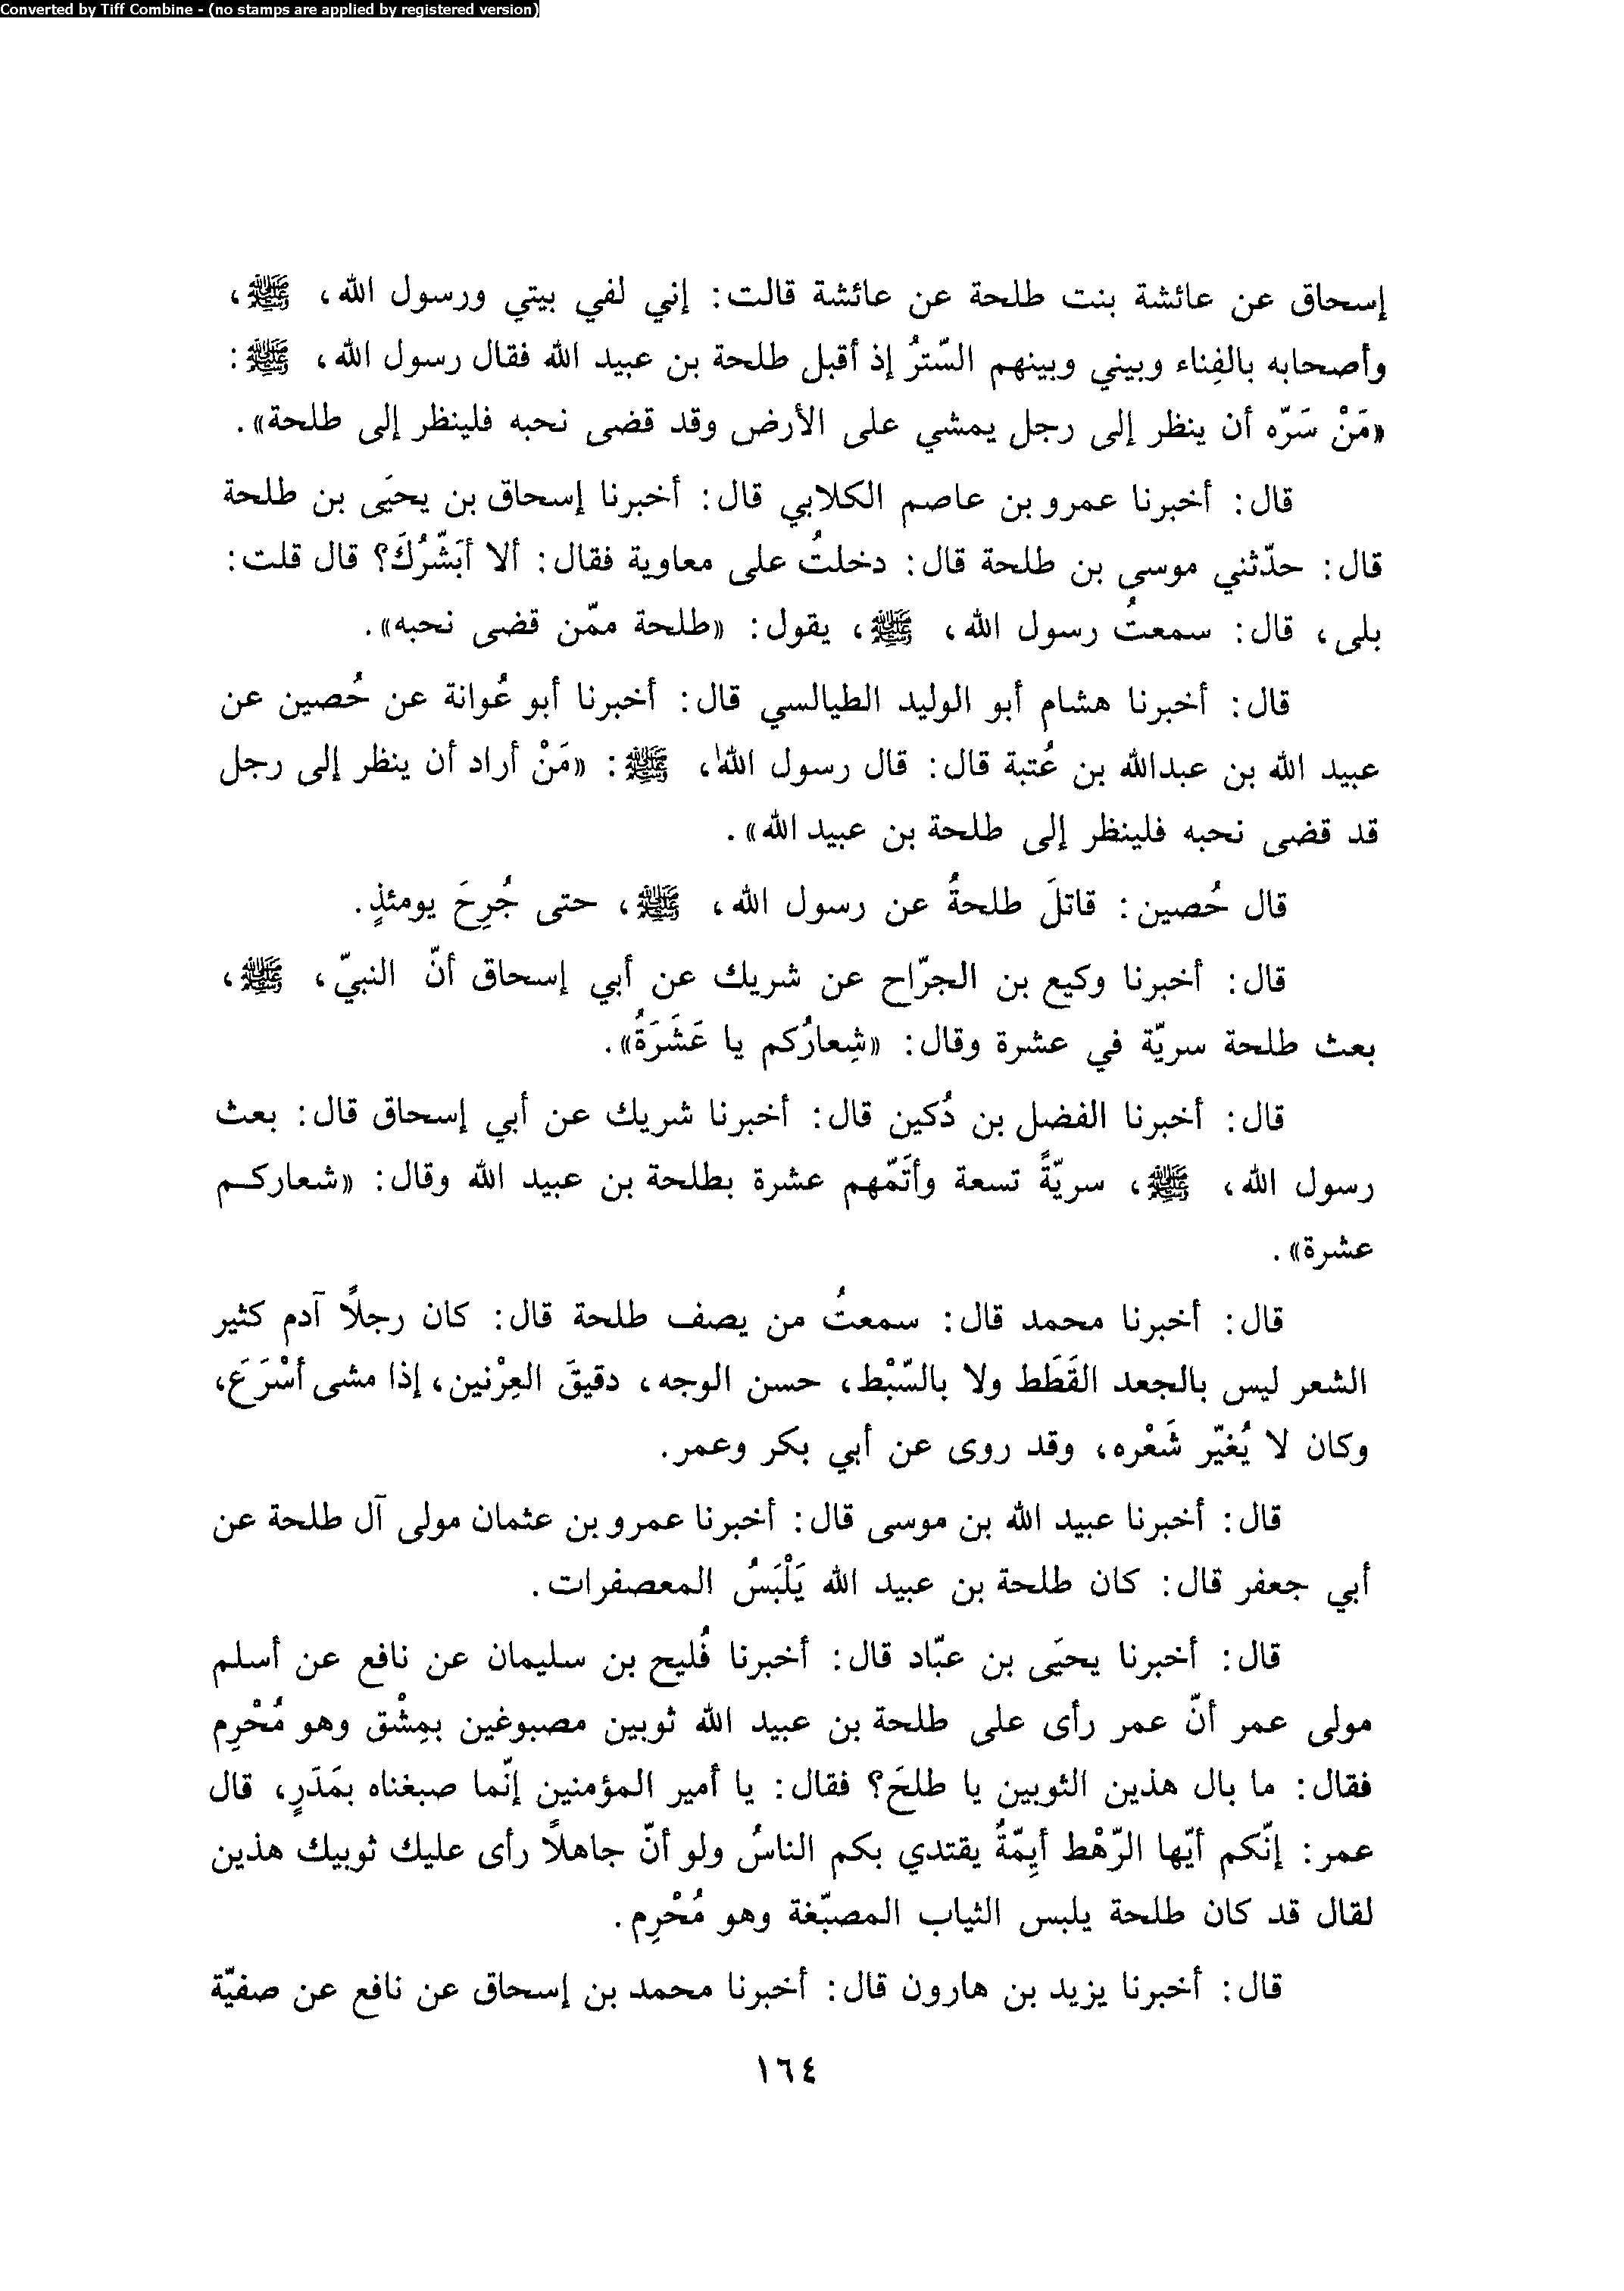 Converted by Tiff Combine - (no stamps are applied by registered version)
إسحاق عن عائشة بنت طلحة عن عائشة قالت: إني لفي بيتي ورسول الله، ﷺ،
وأصحابه بالفِناء وبيني وبينهم السّترُ إذ أقبل طلحة بن عبيد الله فقال رسول الله، ﷺ:
«مَنْ سَرّه أن ينظر إلى رجل يمشي على الأرض وقد قضى نحبه فلينظر إلى طلحة».
قال: أخبرنا عمرو بن عاصم الكلابي قال: أخبرنا إسحاق بن يحيَى بن طلحة
قال: حدّثني موسى بن طلحة قال: دخلتُ على معاوية فقال: ألا أبَشّرُكَ؟ قال قلت:
بلى، قال: سمعتُ رسول الله، ﷺ، يقول: «طلحة ممّن قضى نحبه».
قال: أخبرنا هشام أبو الوليد الطيالسي قال: أخبرنا أبو عُوانة عن حُصين عن
عبيد الله بن عبدالله بن عُتبة قال: قال رسول الله، ﷺ: «مَنْ أراد أن ينظر إلى رجل
قد قضى نحبه فلينظر إلى طلحة بن عبيد الله».
قال حُصين: قاتلَ طلحةُ عن رسول الله، ﷺ، حتى جُرِحَ يومئذٍ.
قال: أخبرنا وكيع بن الجرّاح عن شريك عن أبي إسحاق أنّ النبيّ، ﷺ،
بعث طلحة سريّة في عشرة وقال: «شِعارُكم يا عَشَرَةُ».
قال: أخبرنا الفضل بن دُكين قال: أخبرنا شريك عن أبي إسحاق قال: بعث
رسول الله، ﷺ، سريّةً تسعة وأتَمّهم عشرة بطلحة بن عبيد الله وقال: «شعاركم
عشرة».
قال: أخبرنا محمد قال: سمعتُ من يصف طلحة قال: كان رجلاً آدم كثير
الشعر ليس بالجعد القَطَط ولا بالسّبْط، حسن الوجه، دقيقَ العِرْنين، إذا مشى أسْرَعَ،
وكان لا يُغيّر شَعْره، وقد روى عن أبي بكر وعمر.
قال: أخبرنا عبيد الله بن موسى قال: أخبرنا عمرو بن عثمان مولى آل طلحة عن
أبي جعفر قال: كان طلحة بن عبيد الله يَلْبَسُ المعصفرات.
قال: أخبرنا يحيَى بن عبّاد قال: أخبرنا فُليح بن سليمان عن نافع عن أسلم
مولى عمر أنّ عمر رأى على طلحة بن عبيد الله ثوبين مصبوغين بمِشْق وهو مُحْرِم
فقال: ما بال هذين الثوبين يا طلحَ؟ فقال: يا أمير المؤمنين إنّما صبغناه بمَدَرٍ، قال
عمر: إنّكم أيّها الرّهْط أيِمّةٌ يقتدي بكم الناسُ ولو أنّ جاهلاً رأى عليك ثوبيك هذين
لقال قد كان طلحة يلبس الثياب المصبّغة وهو مُحْرِم.
قال: أخبرنا يزيد بن هارون قال: أخبرنا محمد بن إسحاق عن نافع عن صفيّة
١٦٤